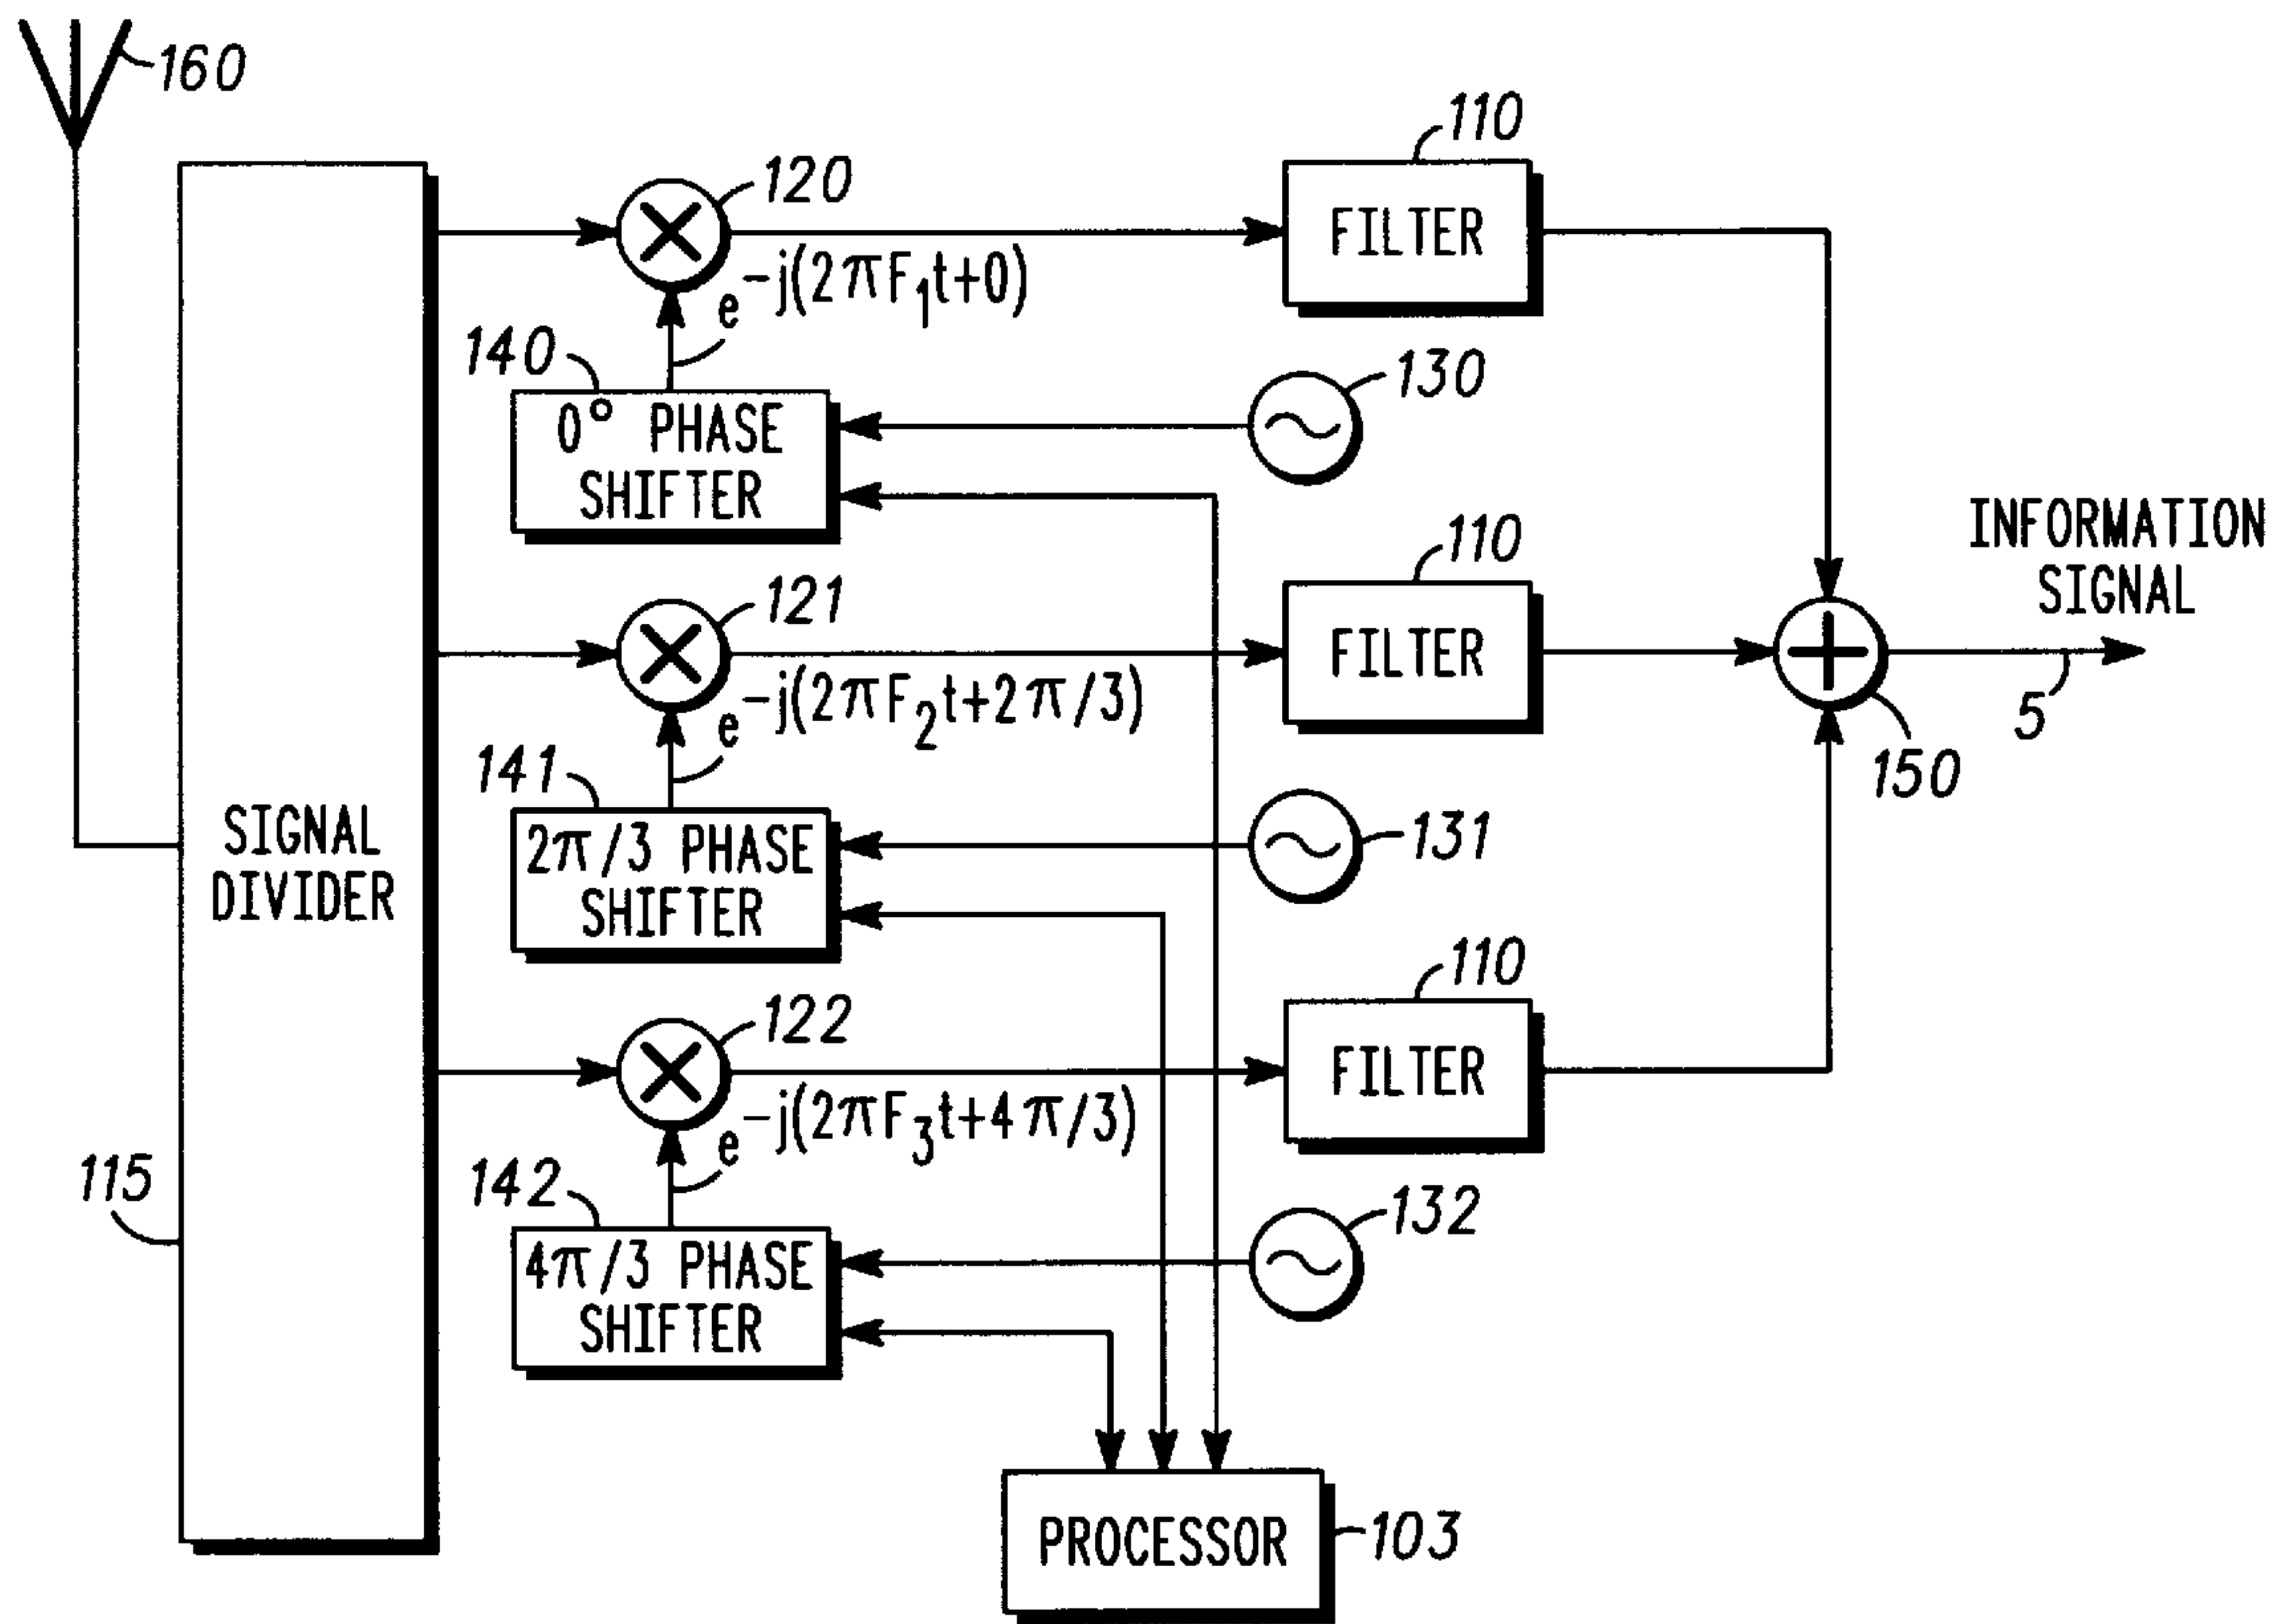 160
110
120
FILTER
e^-j(2πF₁t+0)
140
130
0° PHASE
SHIFTER
110
INFORMATION
SIGNAL
121
FILTER
e^-j(2πF₂t+2π/3)
5
141
150
SIGNAL
DIVIDER
2π/3 PHASE
SHIFTER
131
110
122
FILTER
e^-j(2πF₃t+4π/3)
115
142
132
4π/3 PHASE
SHIFTER
PROCESSOR
103